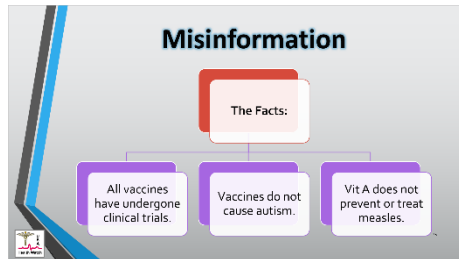 Misinformation
The Facts:
All vaccines
have undergone
clinical trials.
Vaccines do not
cause autism.
Vit A does not
prevent or treat
measles.